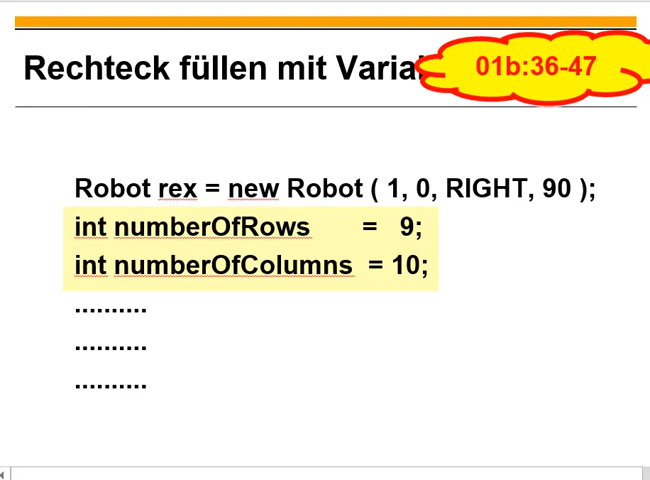 Rechteck füllen mit
01b:36-47
Robot rex = new Robot ( 1, 0, RIGHT, 90 );
int numberOfRows = 9;
int numberOfColumns = 10;
..........
..........
..........